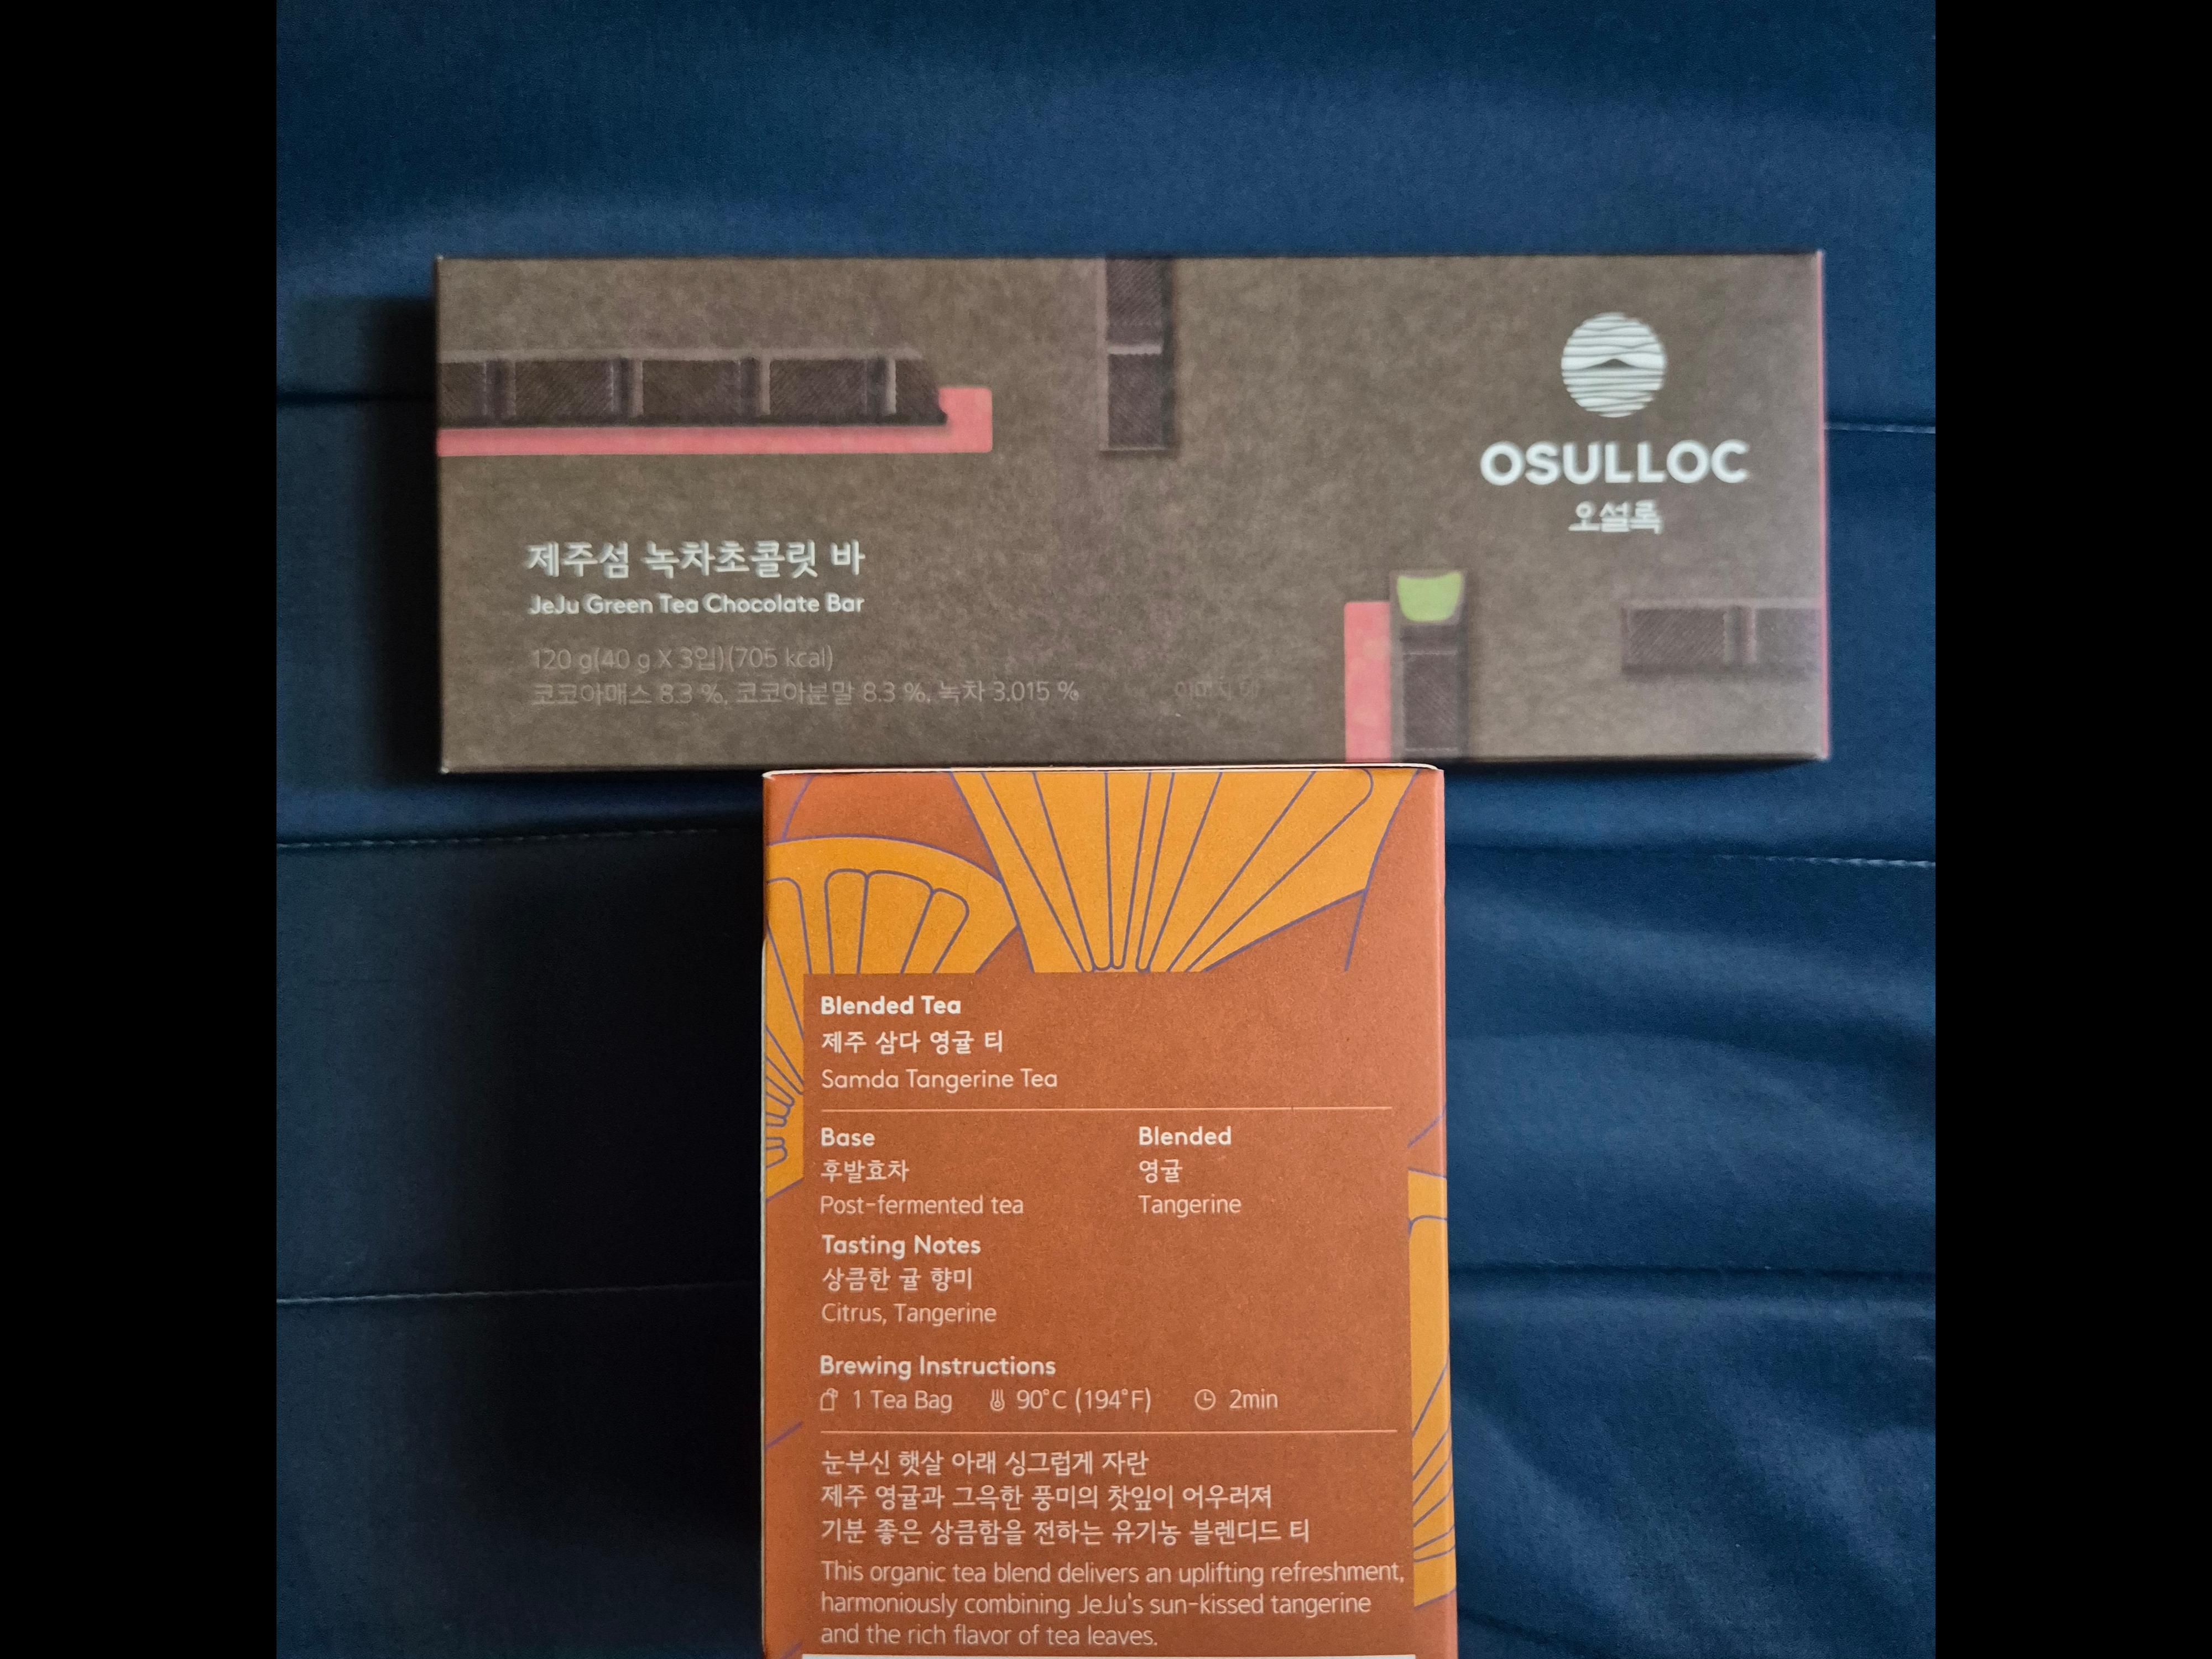 OSULLOC
오설록
제주섬 녹차초콜릿 바
JeJu Green Tea Chocolate Bar
120 g(40 g X 3입)(705 kcal)
코코아매스 8.3 %, 코코아분말 8.3 %, 녹차 3.015 %
Blended Tea
제주 삼다 영귤 티
Samda Tangerine Tea
Base
후발효차
Post-fermented tea
Blended
영귤
Tangerine
Tasting Notes
상큼한 귤 향미
Citrus, Tangerine
Brewing Instructions
1 Tea Bag 90°C (194°F) 2min
눈부신 햇살 아래 싱그럽게 자란
제주 영귤과 그윽한 풍미의 찻잎이 어우러져
기분 좋은 상큼함을 전하는 유기농 블렌디드 티
This organic tea blend delivers an uplifting refreshment,
harmoniously combining JeJu's sun-kissed tangerine
and the rich flavor of tea leaves.